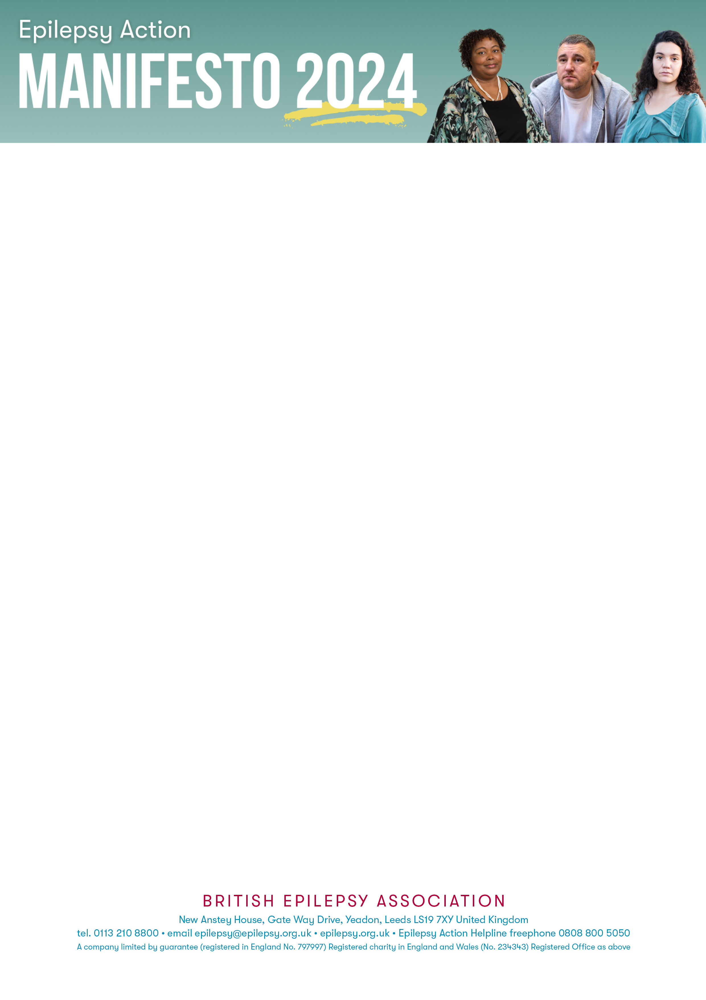 Epilepsy Action
MANIFESTO 2024
BRITISH EPILEPSY ASSOCIATION
New Anstey House, Gate Way Drive, Yeadon, Leeds LS19 7XY United Kingdom
tel. 0113 210 8800 • email epilepsy@epilepsy.org.uk • epilepsy.org.uk • Epilepsy Action Helpline freephone 0808 800 5050
A company limited by guarantee (registered in England No. 797997) Registered charity in England and Wales (No. 234343) Registered Office as above